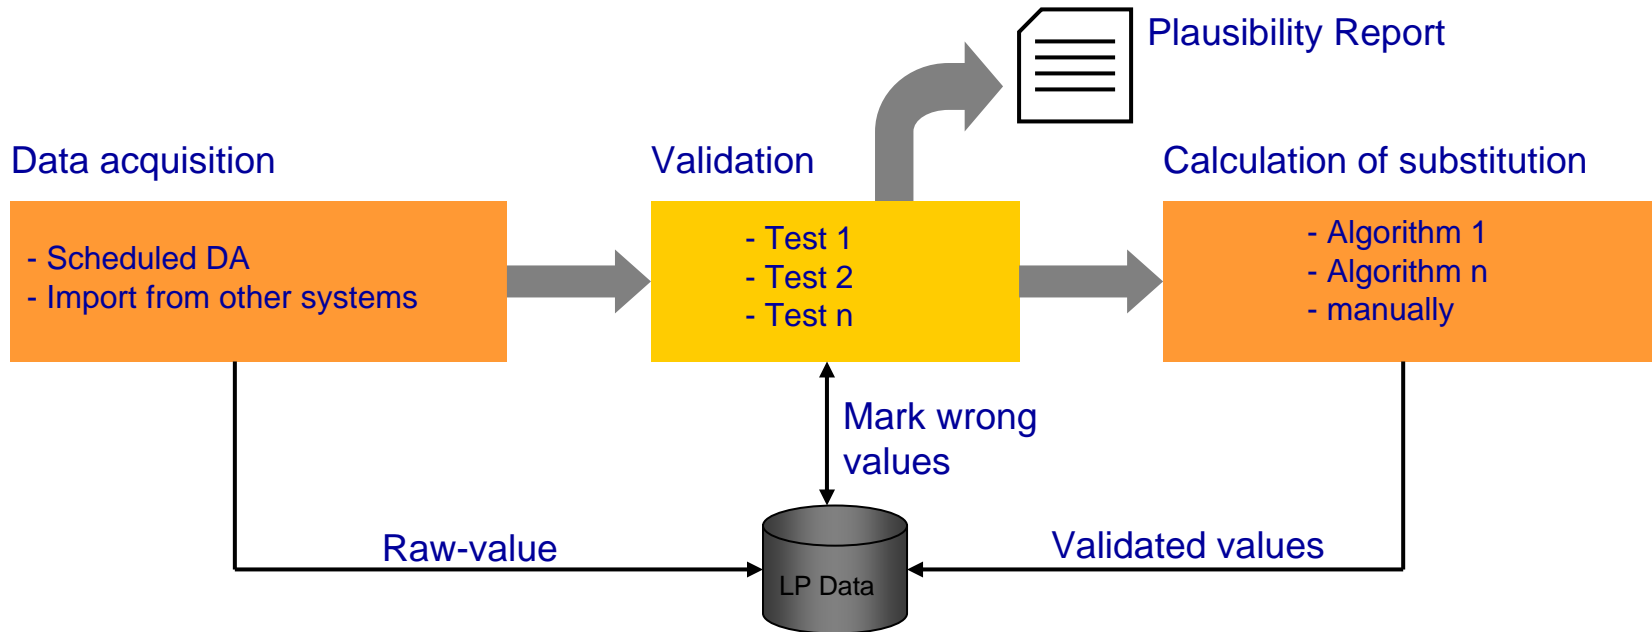 Plausibility Report
Data acquisition
Validation
Calculation of substitution
- Scheduled DA
- Import from other systems
- Test 1
- Test 2
- Test n
- Algorithm 1
- Algorithm n
- manually
Mark wrong
values
Raw-value
Validated values
LP Data